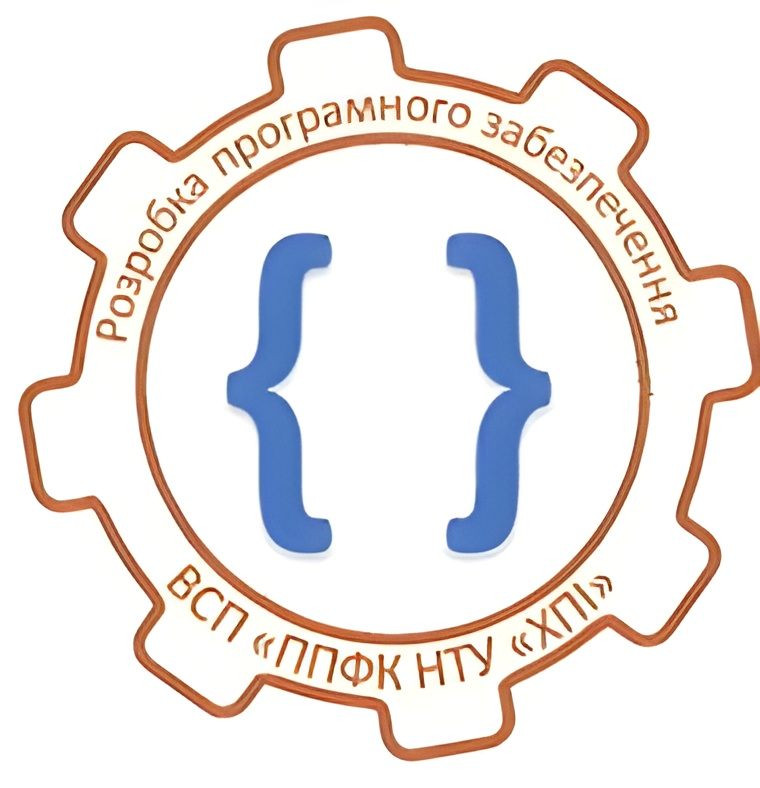 Розробка програмного забезпечення
{ }
ВСП «ППФК НТУ «ХПІ»